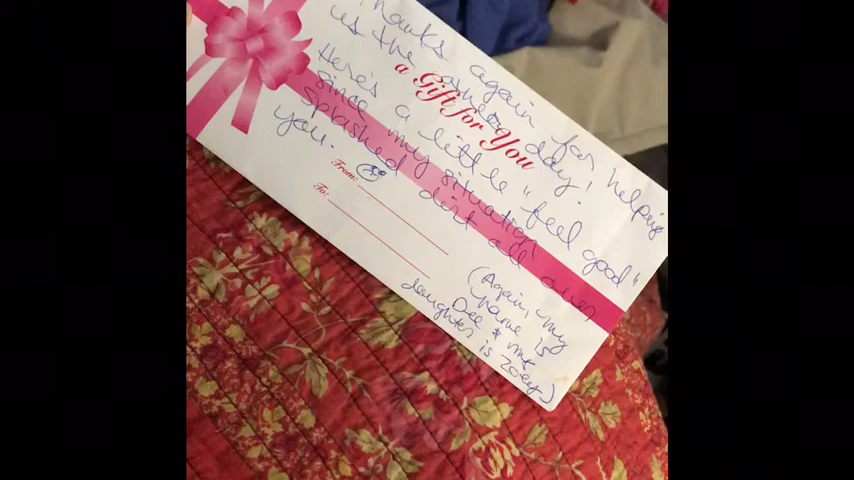 Thanks again for helping
us the other day!
a Gift for You
Here's a little "feel good"
since my situation
splashed dirt all over
you.
From:
To:
(Again, my
name is
Dee & my
daughter is Zoey)